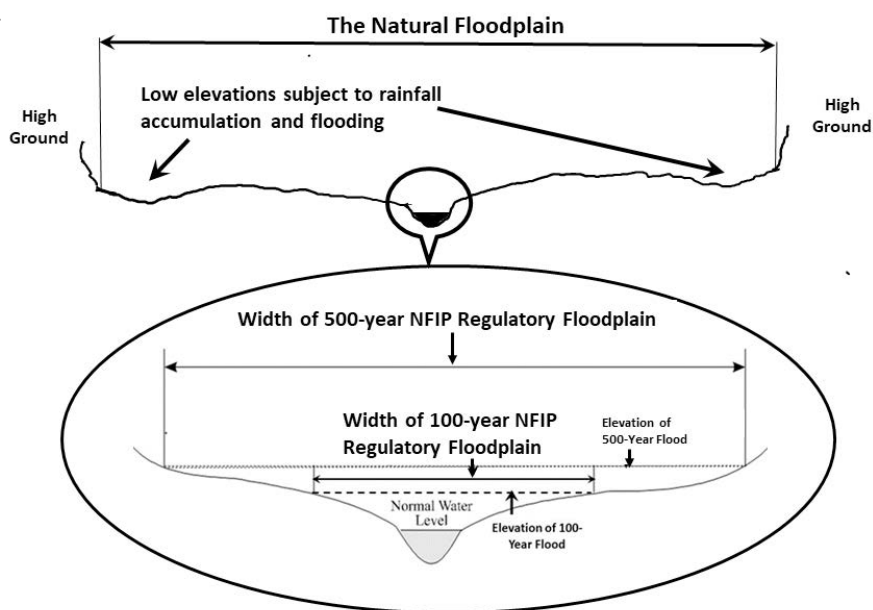 The Natural Floodplain
Low elevations subject to rainfall
accumulation and flooding
High
Ground
High
Ground
Width of 500-year NFIP Regulatory Floodplain
Width of 100-year NFIP
Regulatory Floodplain
Elevation of
500-Year Flood
Normal Water
Level
Elevation of 100-
Year Flood